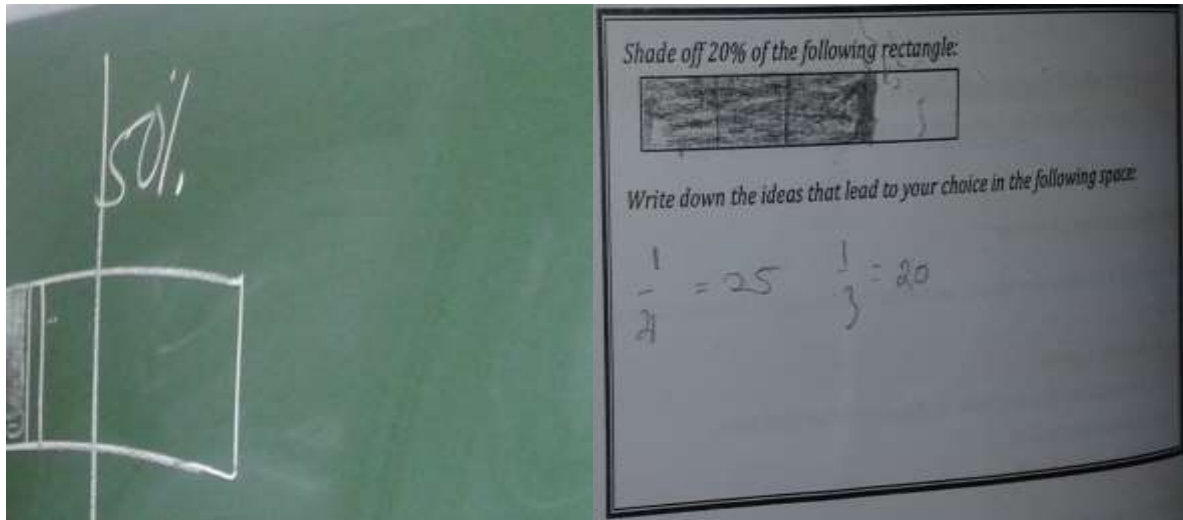 50%
Shade off 20% of the following rectangle:
Write down the ideas that lead to your choice in the following space:
1/4 = 25 1/3 = 20